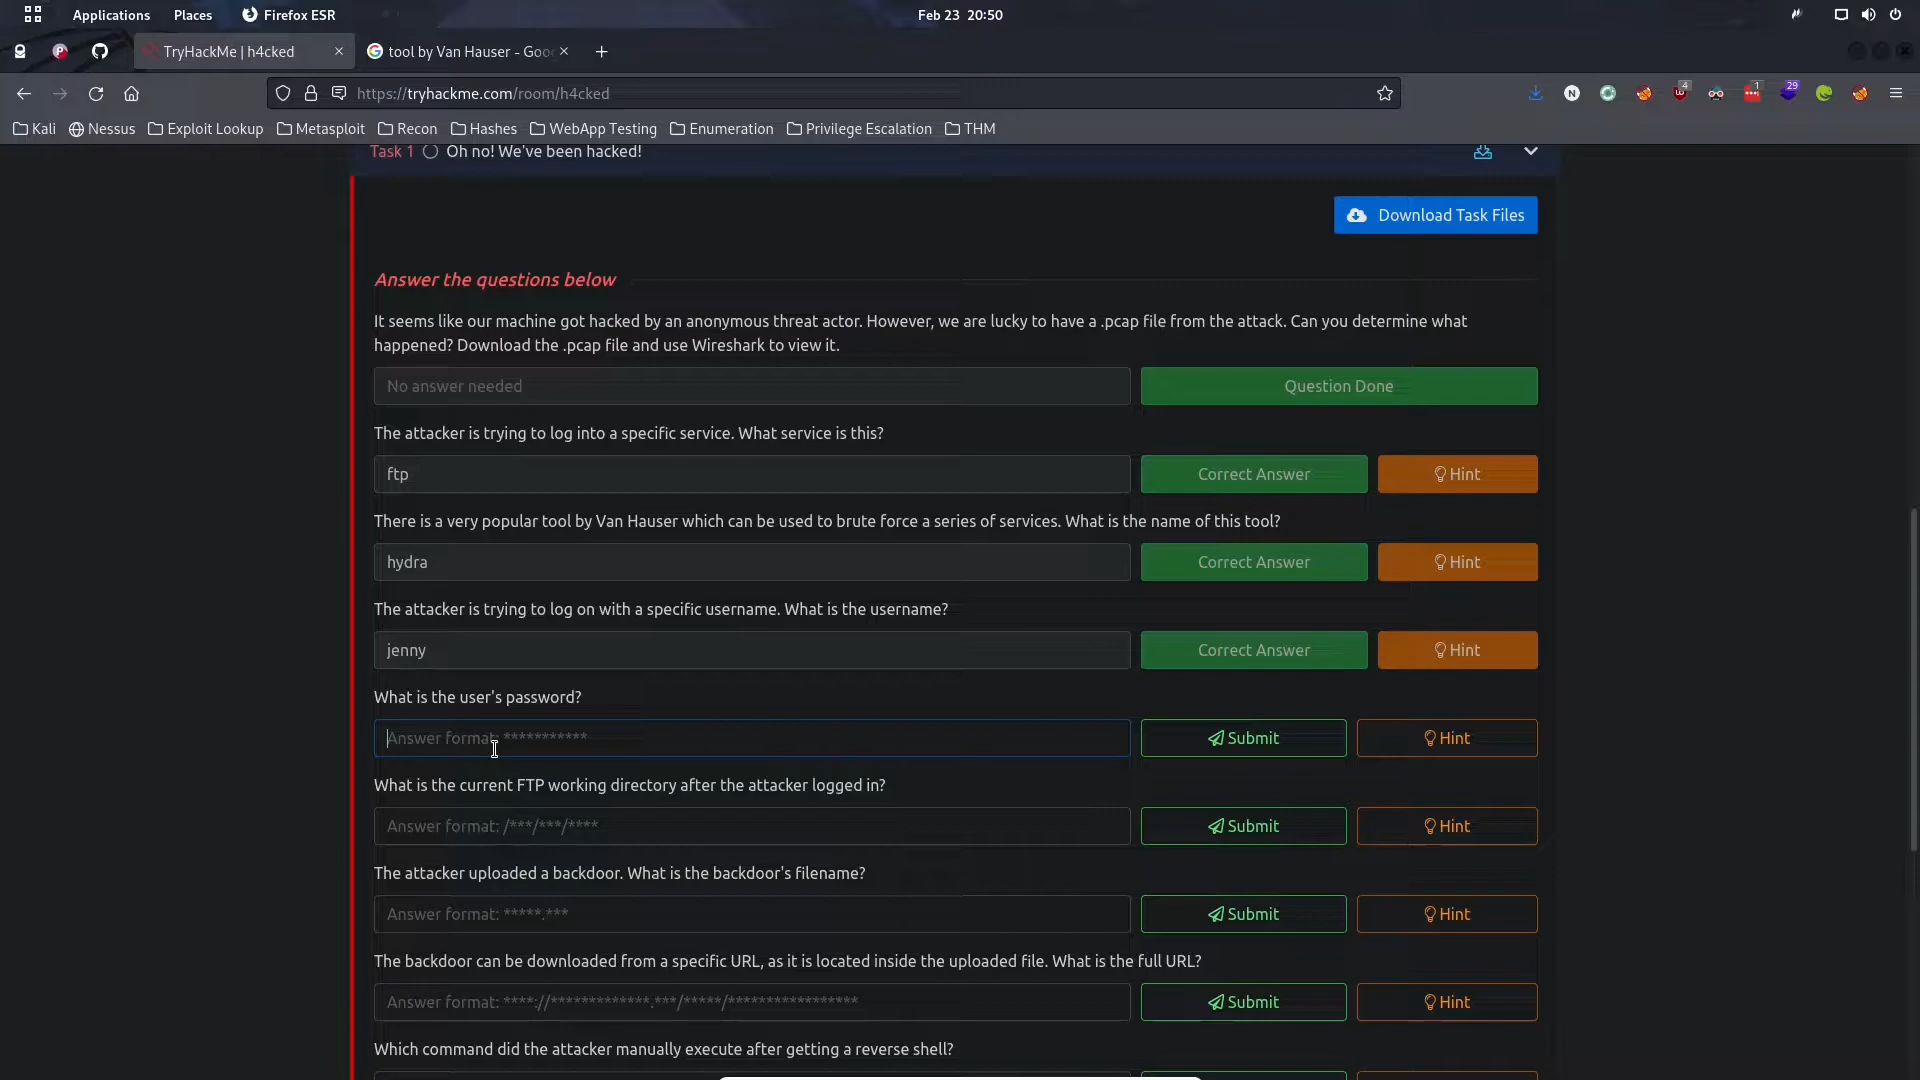 Applications Places Firefox ESR Feb 23 20:50
TryHackMe | h4cked tool by Van Hauser - Goo
https://tryhackme.com/room/h4cked 4 1 29
Kali Nessus Exploit Lookup Metasploit Recon Hashes WebApp Testing Enumeration Privilege Escalation THM
Task 1 Oh no! We've been hacked!
Download Task Files
Answer the questions below
It seems like our machine got hacked by an anonymous threat actor. However, we are lucky to have a .pcap file from the attack. Can you determine what
happened? Download the .pcap file and use Wireshark to view it.
No answer needed Question Done
The attacker is trying to log into a specific service. What service is this?
ftp Correct Answer Hint
There is a very popular tool by Van Hauser which can be used to brute force a series of services. What is the name of this tool?
hydra Correct Answer Hint
The attacker is trying to log on with a specific username. What is the username?
jenny Correct Answer Hint
What is the user's password?
Answer format: *********** Submit Hint
What is the current FTP working directory after the attacker logged in?
Answer format: /***/***/**** Submit Hint
The attacker uploaded a backdoor. What is the backdoor's filename?
Answer format: *****.*** Submit Hint
The backdoor can be downloaded from a specific URL, as it is located inside the uploaded file. What is the full URL?
Answer format: ****://*************.***/*****/***************** Submit Hint
Which command did the attacker manually execute after getting a reverse shell?